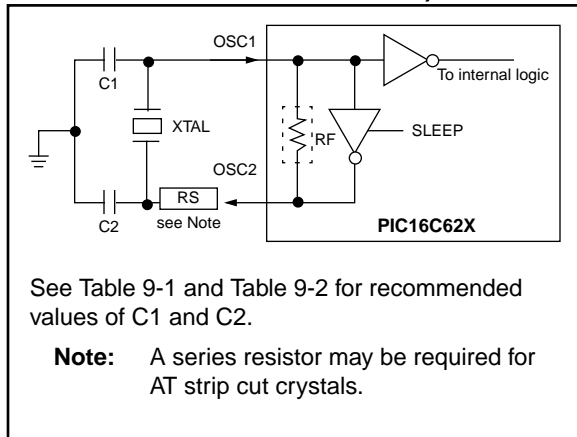 OSC1
To internal logic
C1
XTAL
RF
SLEEP
OSC2
RS
C2
see Note
PIC16C62X
See Table 9-1 and Table 9-2 for recommended
values of C1 and C2.
Note: A series resistor may be required for
AT strip cut crystals.